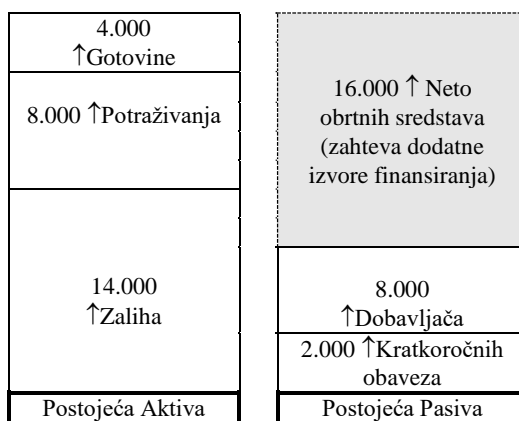 4.000
↑Gotovine
8.000 ↑Potraživanja
14.000
↑Zaliha
Postojeća Aktiva
16.000 ↑ Neto
obrtnih sredstava
(zahteva dodatne
izvore finansiranja)
8.000
↑Dobavljača
2.000 ↑Kratkoročnih
obaveza
Postojeća Pasiva